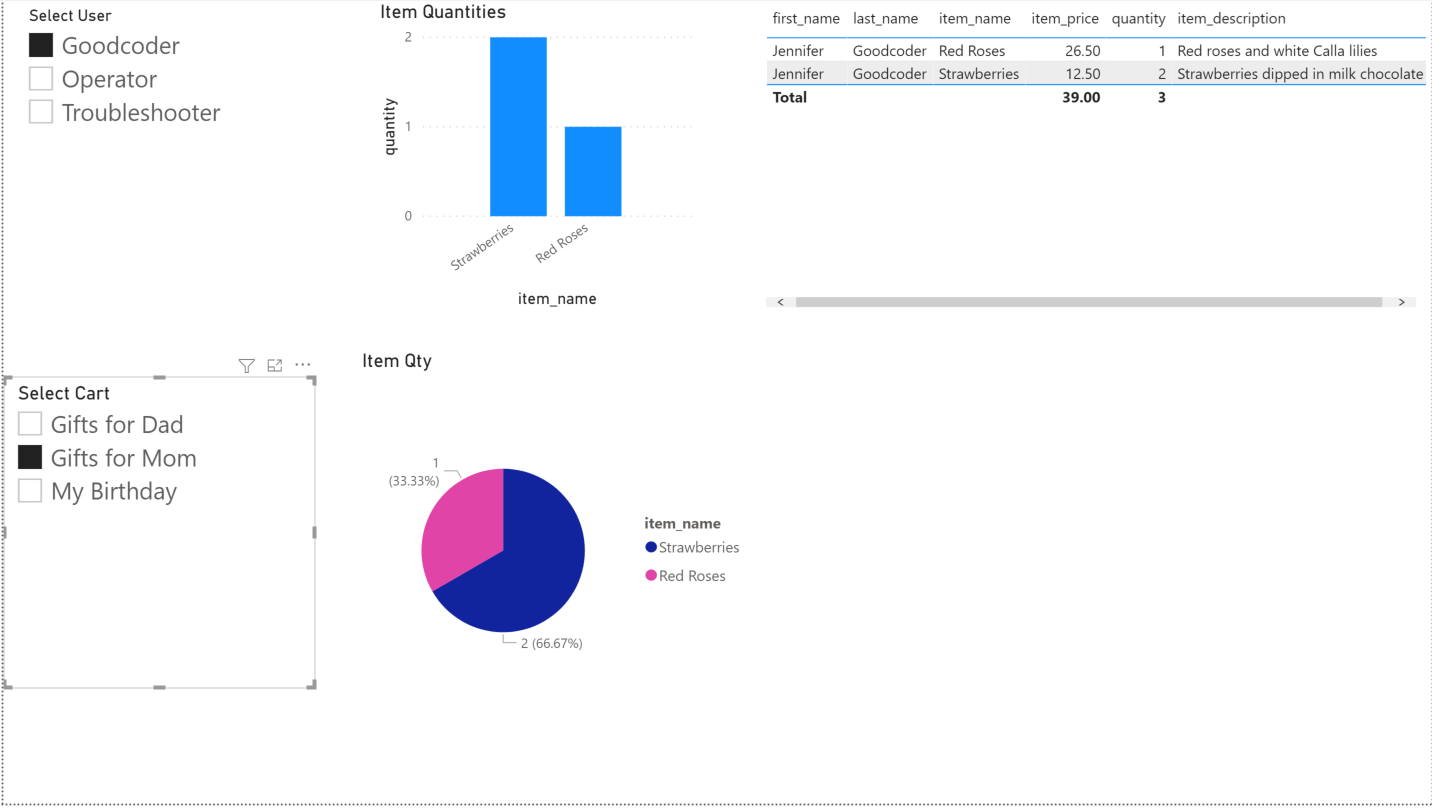 Select User
Goodcoder
Operator
Troubleshooter
Item Quantities
quantity
2
1
0
Strawberries
Red Roses
item_name
first_name last_name item_name item_price quantity item_description
Jennifer Goodcoder Red Roses 26.50 1 Red roses and white Calla lilies
Jennifer Goodcoder Strawberries 12.50 2 Strawberries dipped in milk chocolate
Total 39.00 3
Select Cart
Gifts for Dad
Gifts for Mom
My Birthday
Item Qty
1
(33.33%)
2 (66.67%)
item_name
Strawberries
Red Roses